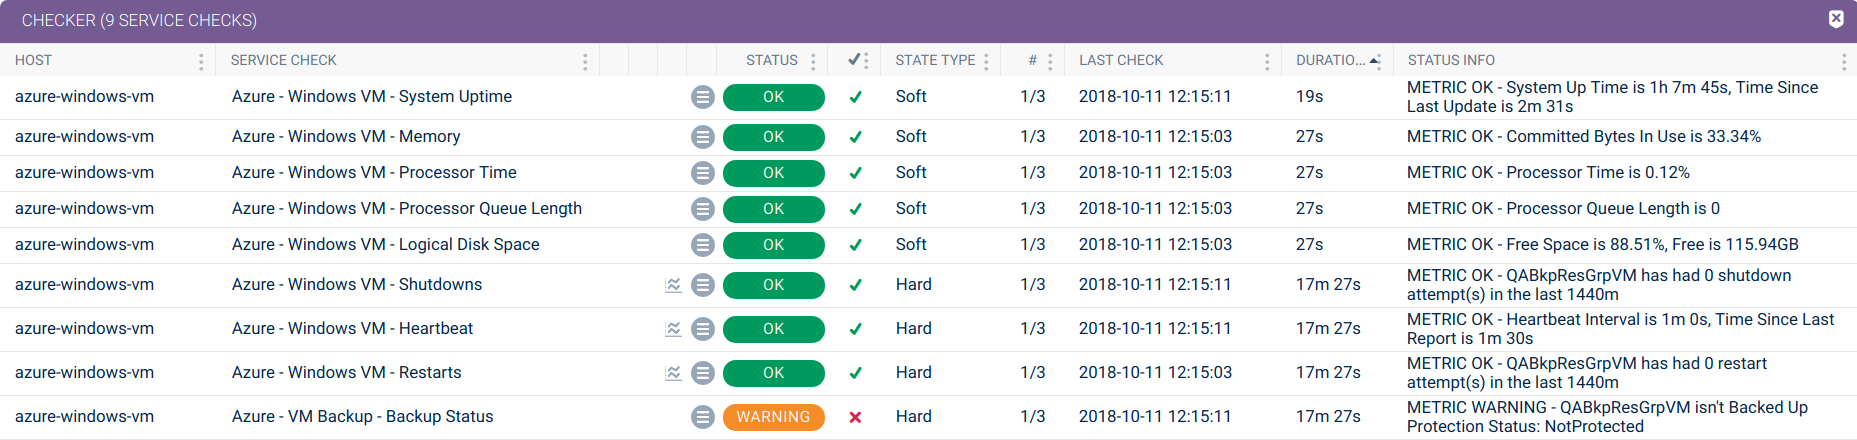 CHECKER (9 SERVICE CHECKS)
HOST SERVICE CHECK STATUS STATE TYPE # LAST CHECK DURATIO... STATUS INFO
azure-windows-vm Azure - Windows VM - System Uptime OK Soft 1/3 2018-10-11 12:15:11 19s METRIC OK - System Up Time is 1h 7m 45s, Time Since
Last Update is 2m 31s
azure-windows-vm Azure - Windows VM - Memory OK Soft 1/3 2018-10-11 12:15:03 27s METRIC OK - Committed Bytes In Use is 33.34%
azure-windows-vm Azure - Windows VM - Processor Time OK Soft 1/3 2018-10-11 12:15:03 27s METRIC OK - Processor Time is 0.12%
azure-windows-vm Azure - Windows VM - Processor Queue Length OK Soft 1/3 2018-10-11 12:15:03 27s METRIC OK - Processor Queue Length is 0
azure-windows-vm Azure - Windows VM - Logical Disk Space OK Soft 1/3 2018-10-11 12:15:03 27s METRIC OK - Free Space is 88.51%, Free is 115.94GB
azure-windows-vm Azure - Windows VM - Shutdowns OK Hard 1/3 2018-10-11 12:15:11 17m 27s METRIC OK - QABkpResGrpVM has had 0 shutdown
attempt(s) in the last 1440m
azure-windows-vm Azure - Windows VM - Heartbeat OK Hard 1/3 2018-10-11 12:15:11 17m 27s METRIC OK - Heartbeat Interval is 1m 0s, Time Since Last
Report is 1m 30s
azure-windows-vm Azure - Windows VM - Restarts OK Hard 1/3 2018-10-11 12:15:03 17m 27s METRIC OK - QABkpResGrpVM has had 0 restart
attempt(s) in the last 1440m
azure-windows-vm Azure - VM Backup - Backup Status WARNING Hard 1/3 2018-10-11 12:15:11 17m 27s METRIC WARNING - QABkpResGrpVM isn't Backed Up
Protection Status: NotProtected